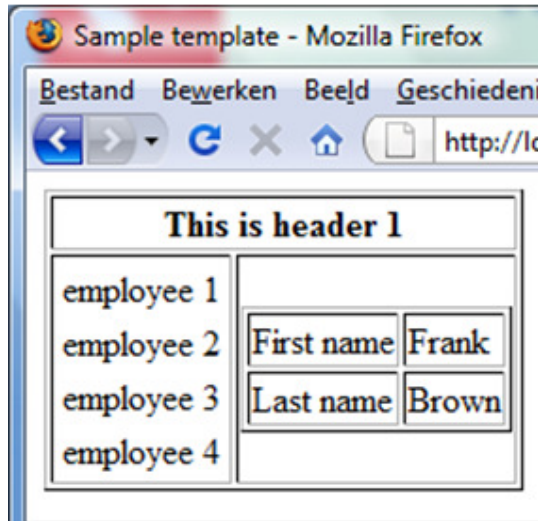 Sample template - Mozilla Firefox
Bestand Bewerken Beeld Geschiedeni
http://lo
This is header 1
employee 1
employee 2
employee 3
employee 4
First name Frank
Last name Brown